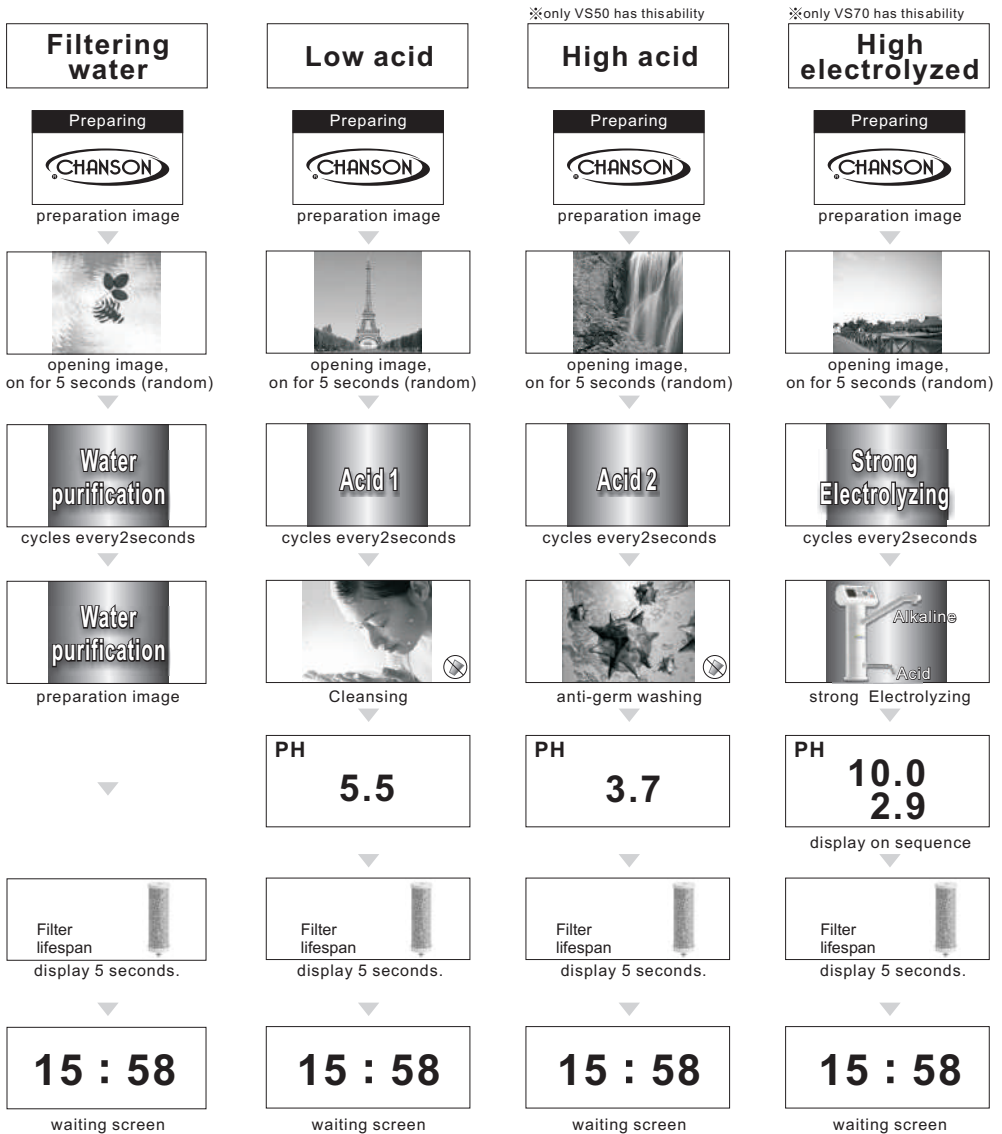 ※only VS50 has thisability
※only VS70 has thisability
Filtering
water
Low acid
High acid
High
electrolyzed
Preparing
CHANSON
preparation image
Preparing
CHANSON
preparation image
Preparing
CHANSON
preparation image
Preparing
CHANSON
preparation image
opening image,
on for 5 seconds (random)
opening image,
on for 5 seconds (random)
opening image,
on for 5 seconds (random)
opening image,
on for 5 seconds (random)
Water
purification
cycles every2seconds
Acid 1
cycles every2seconds
Acid 2
cycles every2seconds
Strong
Electrolyzing
cycles every2seconds
Water
purification
preparation image
Cleansing
anti-germ washing
Alkaline
Acid
strong Electrolyzing
PH
5.5
PH
3.7
PH
10.0
2.9
display on sequence
Filter
lifespan
display 5 seconds.
Filter
lifespan
display 5 seconds.
Filter
lifespan
display 5 seconds.
Filter
lifespan
display 5 seconds.
15 : 58
waiting screen
15 : 58
waiting screen
15 : 58
waiting screen
15 : 58
waiting screen